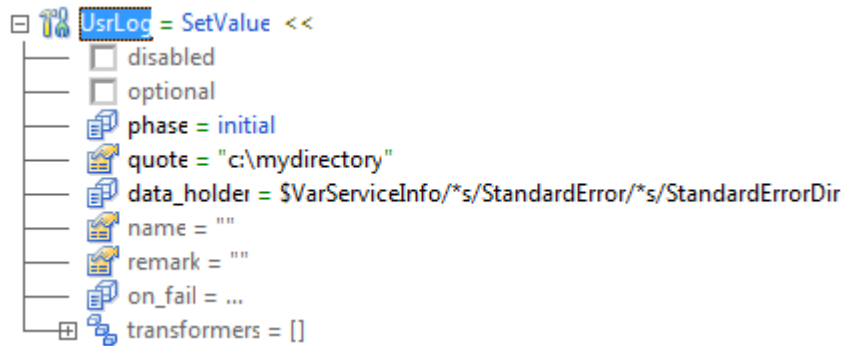 UsrLog = SetValue <<
disabled
optional
phase = initial
quote = "c:\mydirectory"
data_holder = $VarServiceInfo/*s/StandardError/*s/StandardErrorDir
name = ""
remark = ""
on_fail = ...
transformers = []